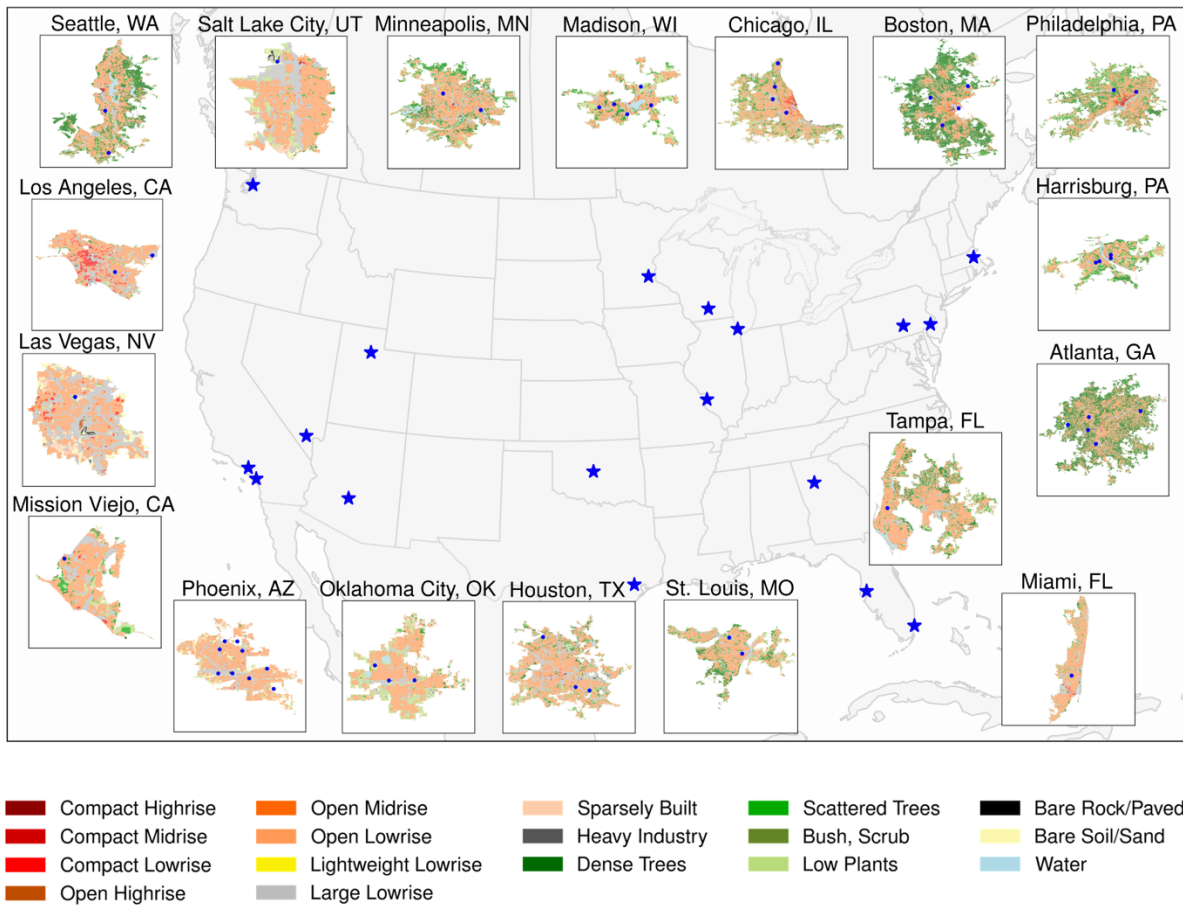 Seattle, WA
Salt Lake City, UT
Minneapolis, MN
Madison, WI
Chicago, IL
Boston, MA
Philadelphia, PA
Los Angeles, CA
Harrisburg, PA
Las Vegas, NV
Atlanta, GA
Tampa, FL
Mission Viejo, CA
Phoenix, AZ
Oklahoma City, OK
Houston, TX
St. Louis, MO
Miami, FL
Compact Highrise
Compact Midrise
Compact Lowrise
Open Highrise
Open Midrise
Open Lowrise
Lightweight Lowrise
Large Lowrise
Sparsely Built
Heavy Industry
Dense Trees
Scattered Trees
Bush, Scrub
Low Plants
Bare Rock/Paved
Bare Soil/Sand
Water